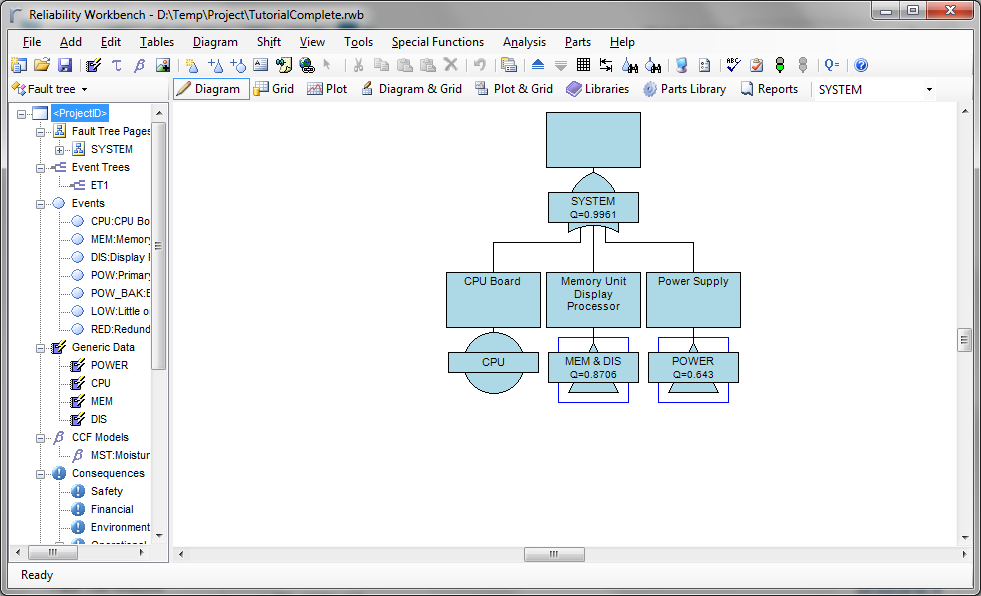 Reliability Workbench - D:\Temp\Project\TutorialComplete.rwb
File Add Edit Tables Diagram Shift View Tools Special Functions Analysis Parts Help
τ β A ABC Q=
Fault tree Diagram Grid Plot Diagram & Grid Plot & Grid Libraries Parts Library Reports SYSTEM
<ProjectID>
Fault Tree Pages
SYSTEM
Event Trees
ET1
Events
CPU:CPU Bo
MEM:Memory
DIS:Display
POW:Primary
POW_BAK:
LOW:Little o
RED:Redund
Generic Data
POWER
CPU
MEM
DIS
β CCF Models
β MST:Moistur
Consequences
Safety
Financial
Environment
Operational
SYSTEM
Q=0.9961
CPU Board
Memory Unit
Display
Processor
Power Supply
CPU
MEM & DIS
Q=0.8706
POWER
Q=0.643
Ready